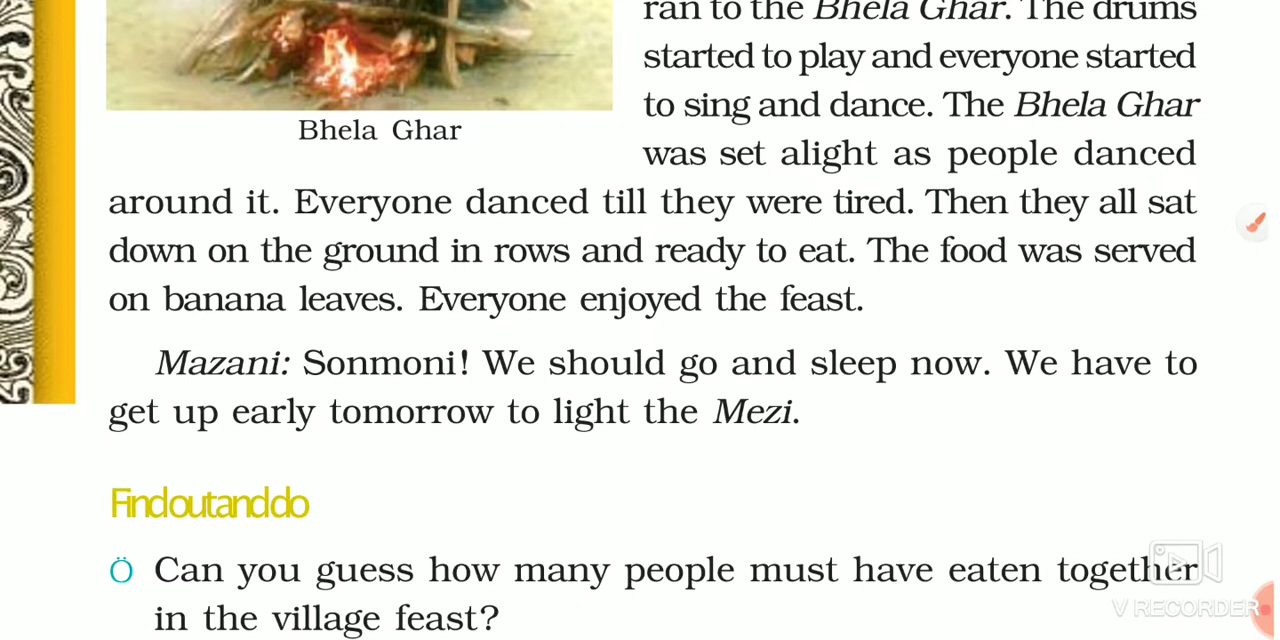 ran to the Bhela Ghar. The drums
started to play and everyone started
to sing and dance. The Bhela Ghar
Bhela Ghar
was set alight as people danced
around it. Everyone danced till they were tired. Then they all sat
down on the ground in rows and ready to eat. The food was served
on banana leaves. Everyone enjoyed the feast.
Mazani: Sonmoni! We should go and sleep now. We have to
get up early tomorrow to light the Mezi.
Find out and do
Ö Can you guess how many people must have eaten together
in the village feast?
V RECORDER